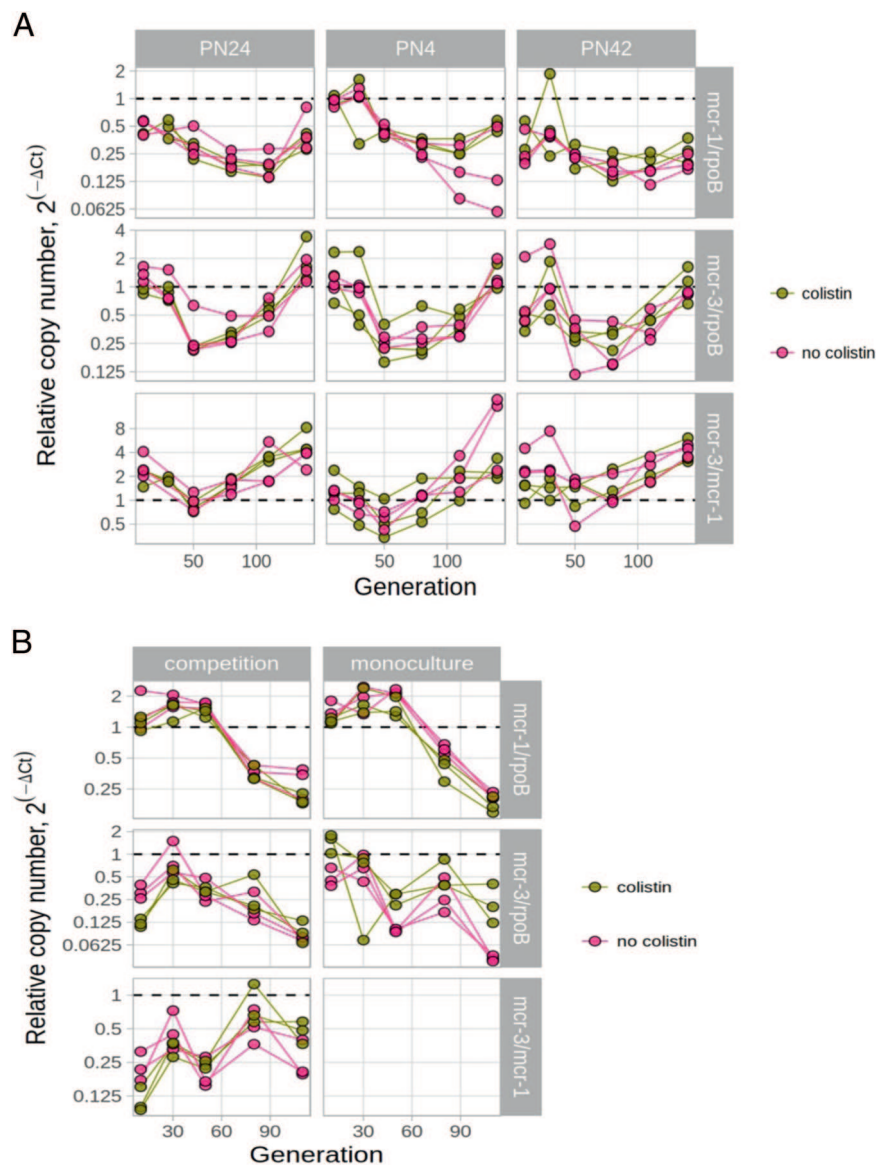 A
PN24 PN4 PN42
2
1
0.5
0.25
0.125
0.0625
mcr-1/rpoB
4
2
1
0.5
0.25
0.125
mcr-3/rpoB
8
4
2
1
0.5
mcr-3/mcr-1
Relative copy number, 2(−ΔCt)
50 100 50 100 50 100
Generation
colistin
no colistin
B
competition monoculture
2
1
0.5
0.25
mcr-1/rpoB
2
1
0.5
0.25
0.125
0.0625
mcr-3/rpoB
1
0.5
0.25
0.125
mcr-3/mcr-1
Relative copy number, 2(−ΔCt)
30 60 90 30 60 90
Generation
colistin
no colistin